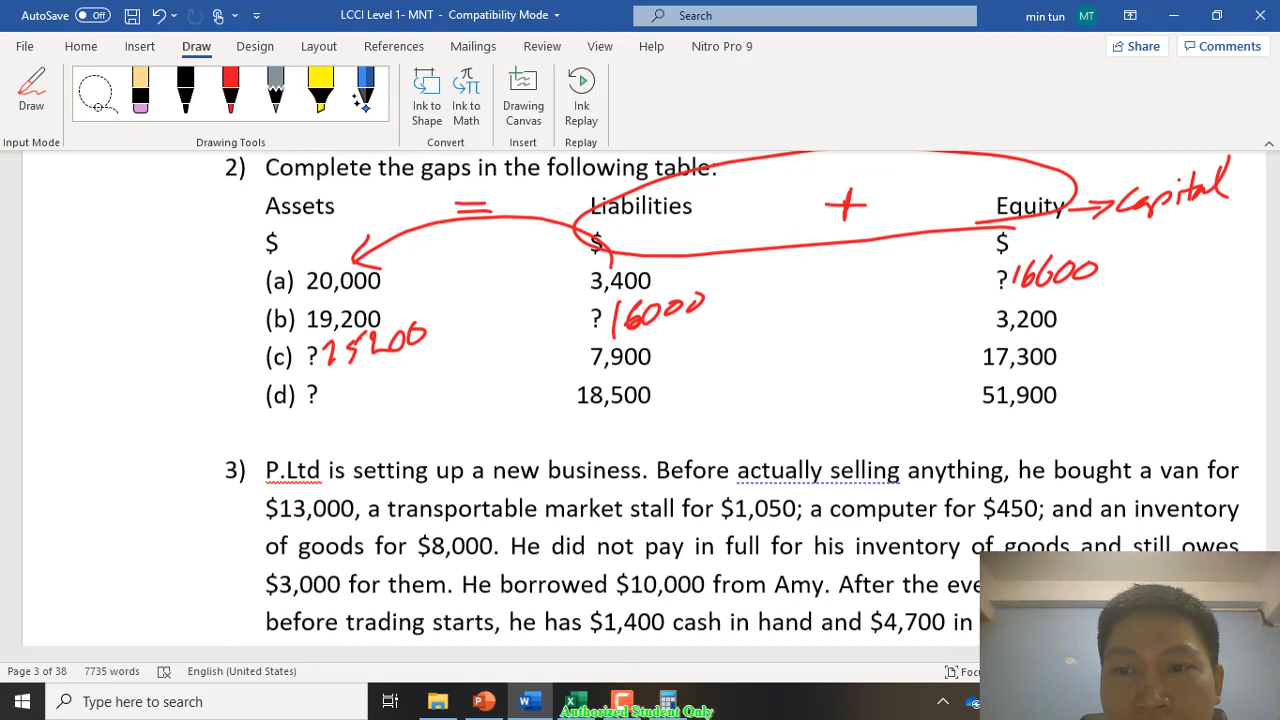 AutoSave Off LCCI Level 1- MNT - Compatibility Mode Search min tun MT
File Home Insert Draw Design Layout References Mailings Review View Help Nitro Pro 9 Share Comments
Draw Ink to Shape Ink to Math Drawing Canvas Ink Replay
Input Mode Drawing Tools Convert Insert Replay
2) Complete the gaps in the following table:
Assets = Liabilities + Equity → Capital
$ $ $
(a) 20,000 3,400 ? 16600
(b) 19,200 ? 16000 3,200
(c) ? 25200 7,900 17,300
(d) ? 18,500 51,900
3) P.Ltd is setting up a new business. Before actually selling anything, he bought a van for
$13,000, a transportable market stall for $1,050; a computer for $450; and an inventory
of goods for $8,000. He did not pay in full for his inventory of goods and still owes
$3,000 for them. He borrowed $10,000 from Amy. After the eve
before trading starts, he has $1,400 cash in hand and $4,700 in
Page 3 of 38 7735 words English (United States) Focu
Type here to search
Authorized Student Only